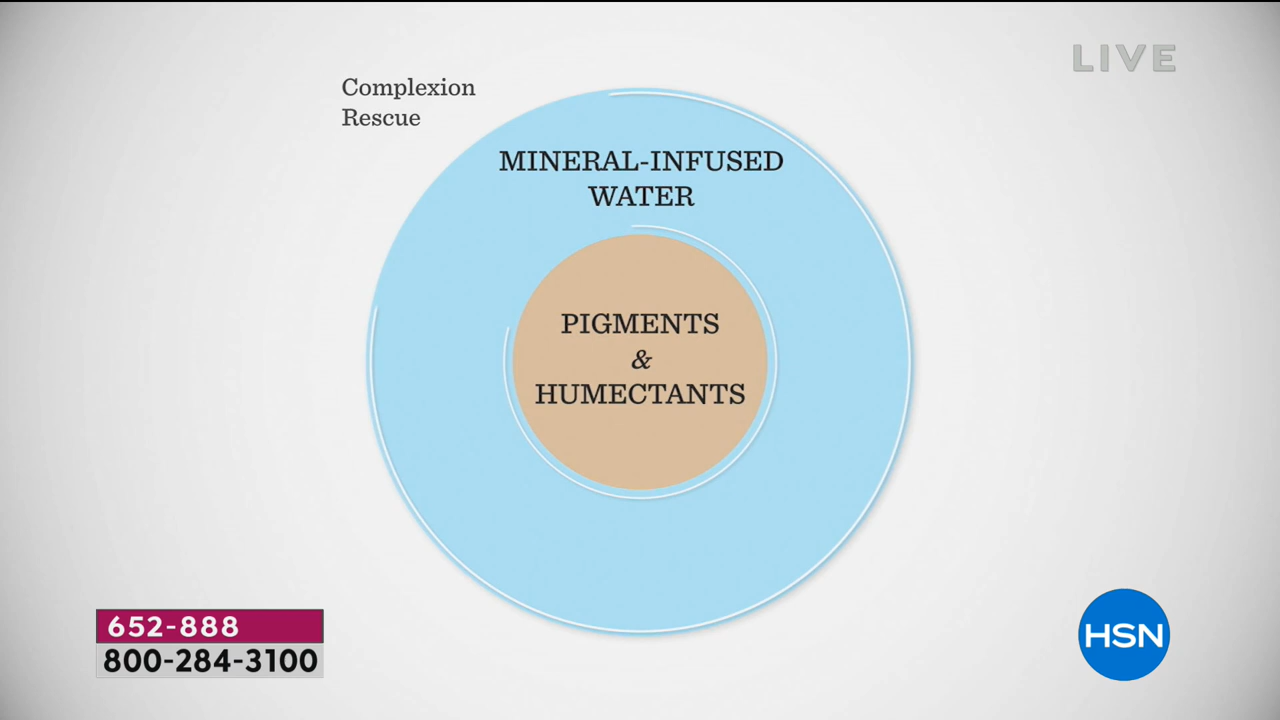 LIVE
Complexion
Rescue
MINERAL-INFUSED
WATER
PIGMENTS
&
HUMECTANTS
652-888
800-284-3100
HSN